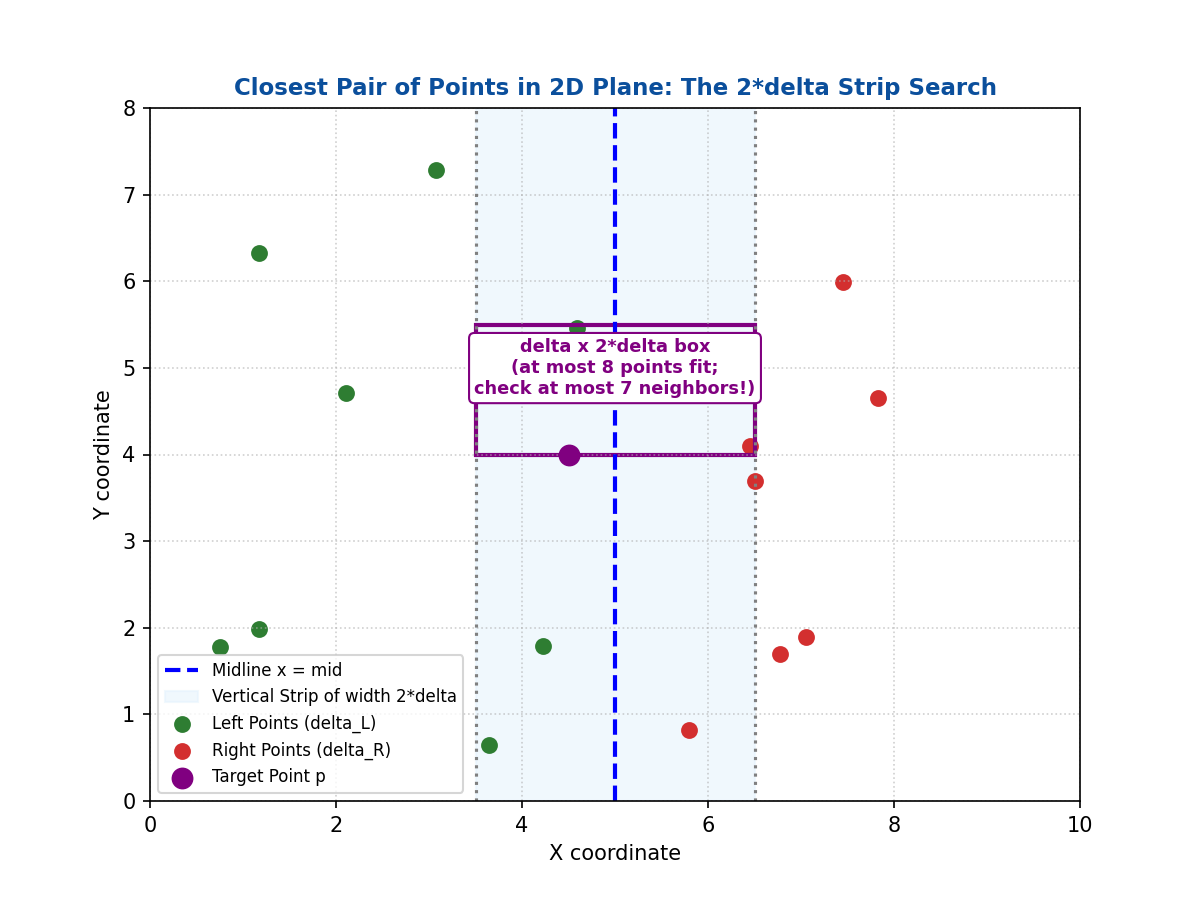 Closest Pair of Points in 2D Plane: The 2*delta Strip Search
8
7
6
5
4
3
2
1
0
Y coordinate
delta x 2*delta box
(at most 8 points fit;
check at most 7 neighbors!)
Midline x = mid
Vertical Strip of width 2*delta
Left Points (delta_L)
Right Points (delta_R)
Target Point p
0 2 4 6 8 10
X coordinate